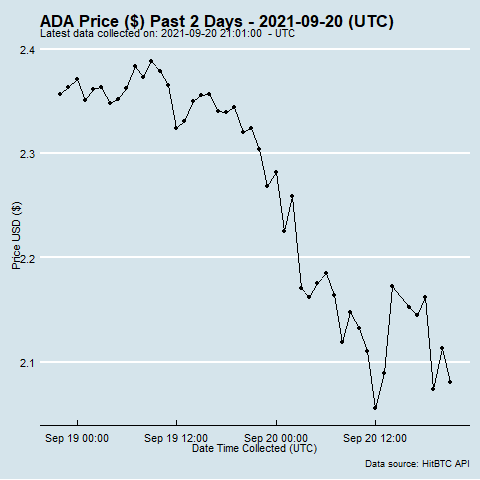 ADA Price ($) Past 2 Days - 2021-09-20 (UTC)
Latest data collected on: 2021-09-20 21:01:00 - UTC
2.4
2.3
2.2
2.1
Price USD ($)
Sep 19 00:00
Sep 19 12:00
Sep 20 00:00
Sep 20 12:00
Date Time Collected (UTC)
Data source: HitBTC API